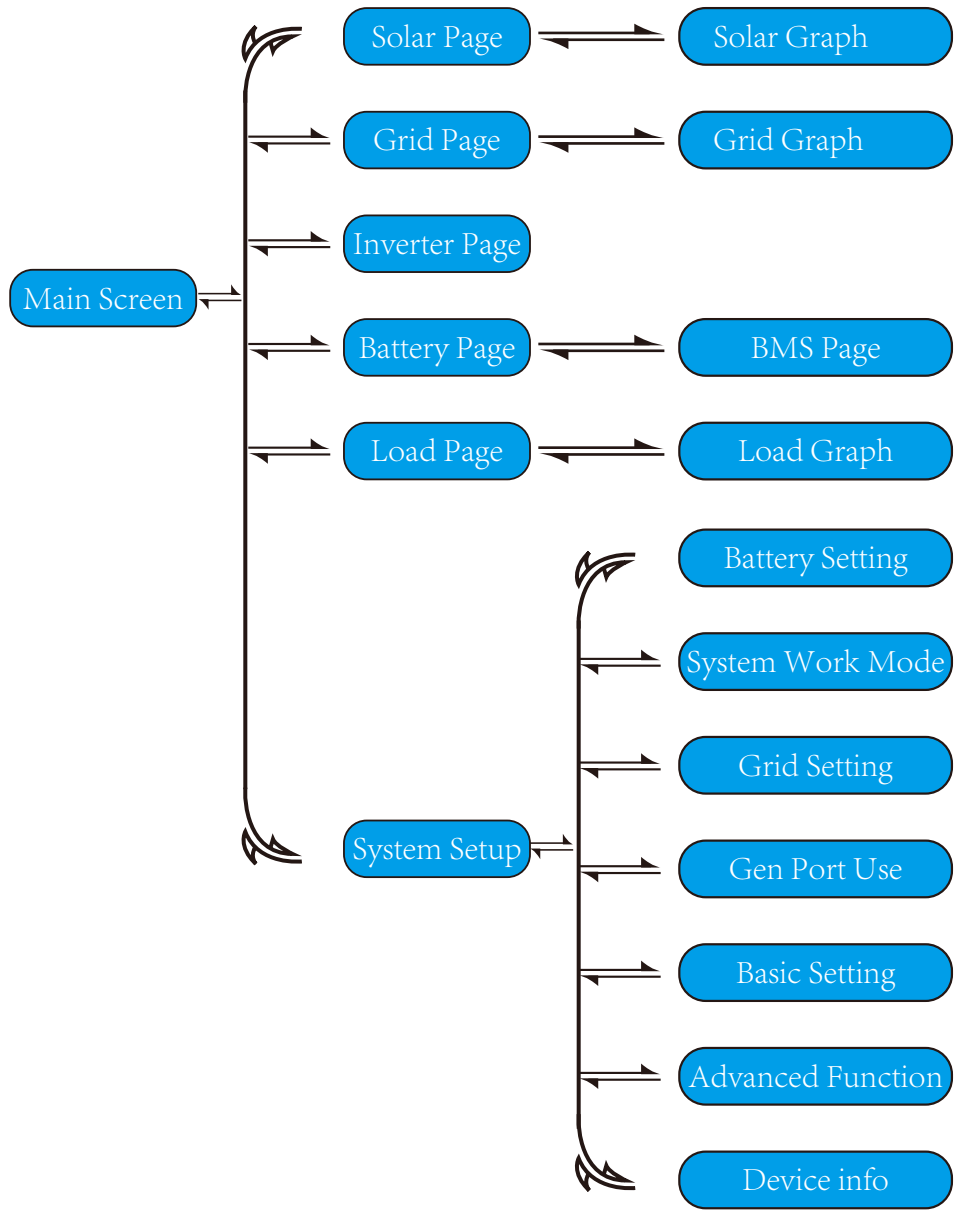 Solar Page
Solar Graph
Grid Page
Grid Graph
Inverter Page
Main Screen
Battery Page
BMS Page
Load Page
Load Graph
Battery Setting
System Work Mode
Grid Setting
System Setup
Gen Port Use
Basic Setting
Advanced Function
Device info